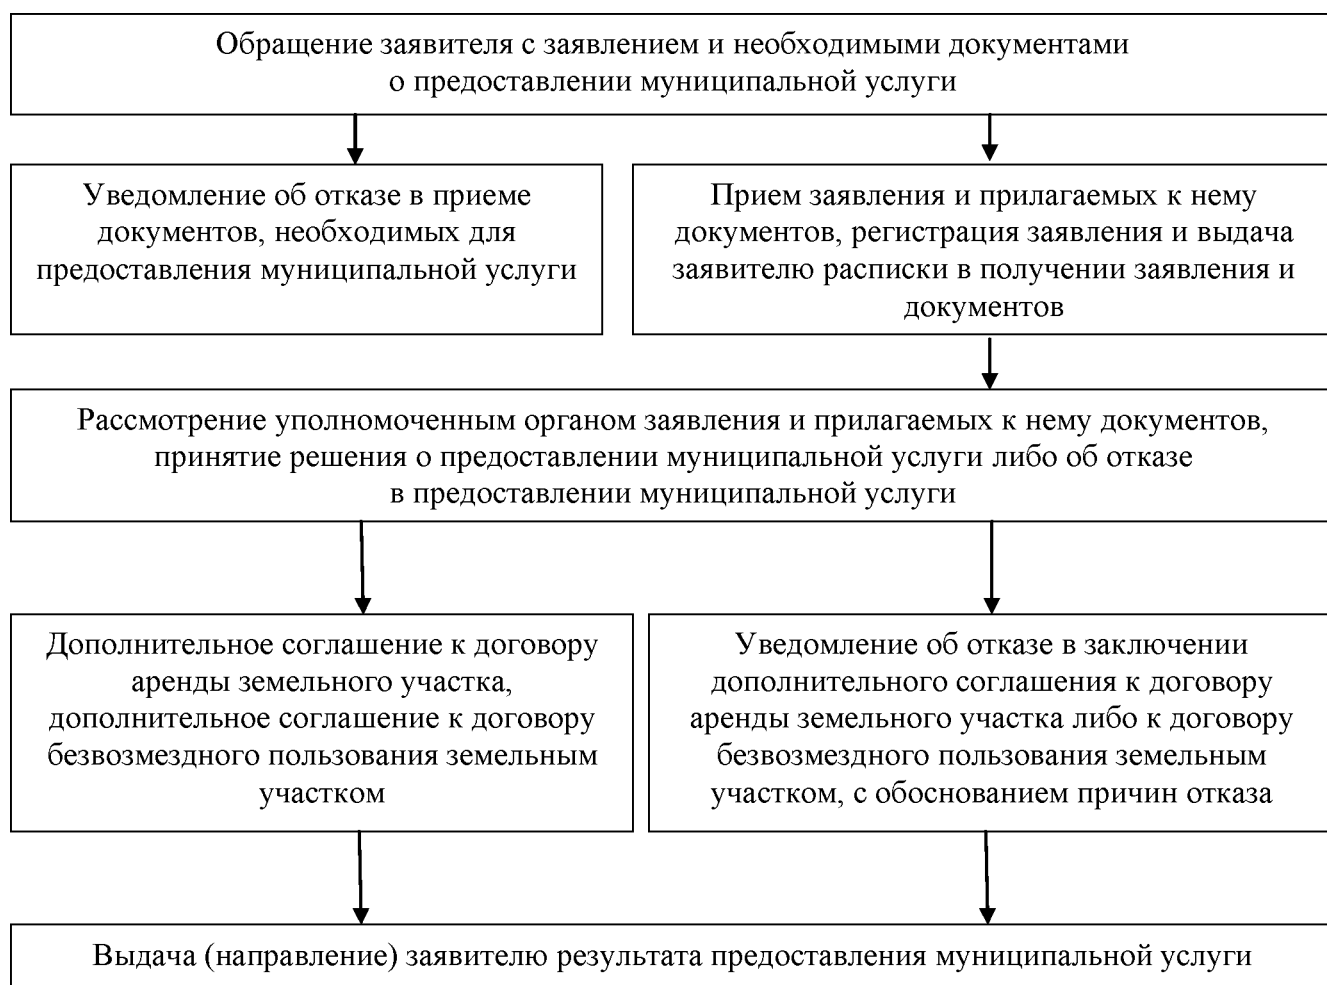 Обращение заявителя с заявлением и необходимыми документами
о предоставлении муниципальной услуги
Уведомление об отказе в приеме
документов, необходимых для
предоставления муниципальной услуги
Прием заявления и прилагаемых к нему
документов, регистрация заявления и выдача
заявителю расписки в получении заявления и
документов
Рассмотрение уполномоченным органом заявления и прилагаемых к нему документов,
принятие решения о предоставлении муниципальной услуги либо об отказе
в предоставлении муниципальной услуги
Дополнительное соглашение к договору
аренды земельного участка,
дополнительное соглашение к договору
безвозмездного пользования земельным
участком
Уведомление об отказе в заключении
дополнительного соглашения к договору
аренды земельного участка либо к договору
безвозмездного пользования земельным
участком, с обоснованием причин отказа
Выдача (направление) заявителю результата предоставления муниципальной услуги